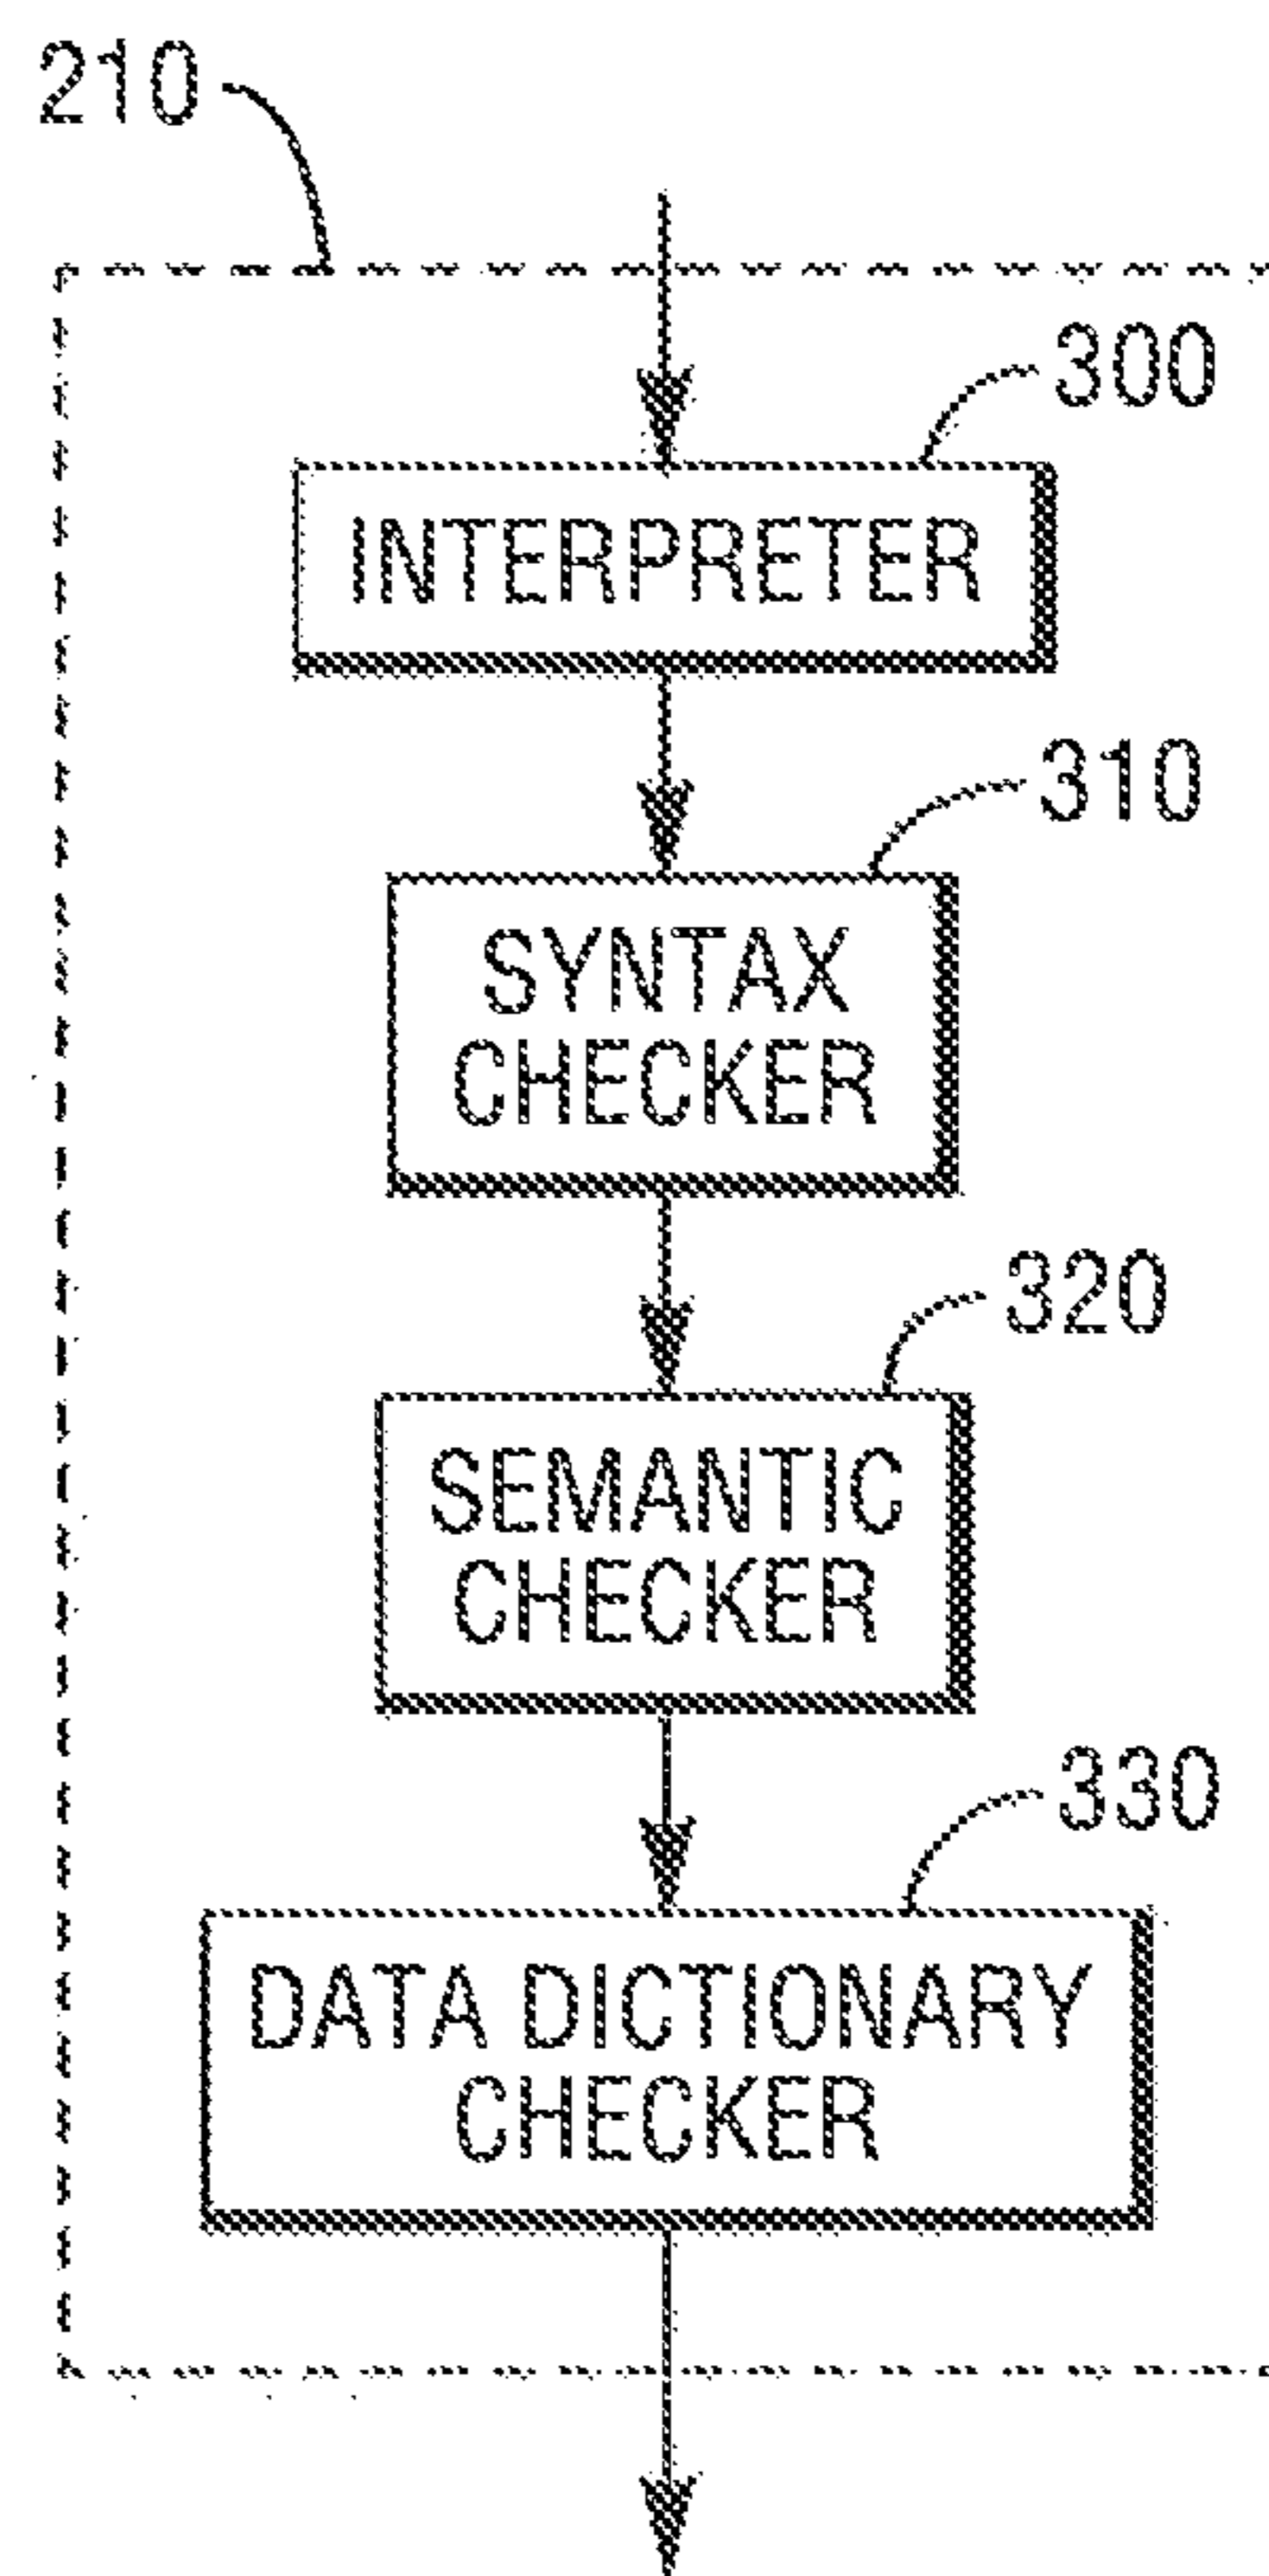 210
300
INTERPRETER
310
SYNTAX
CHECKER
320
SEMANTIC
CHECKER
330
DATA DICTIONARY
CHECKER